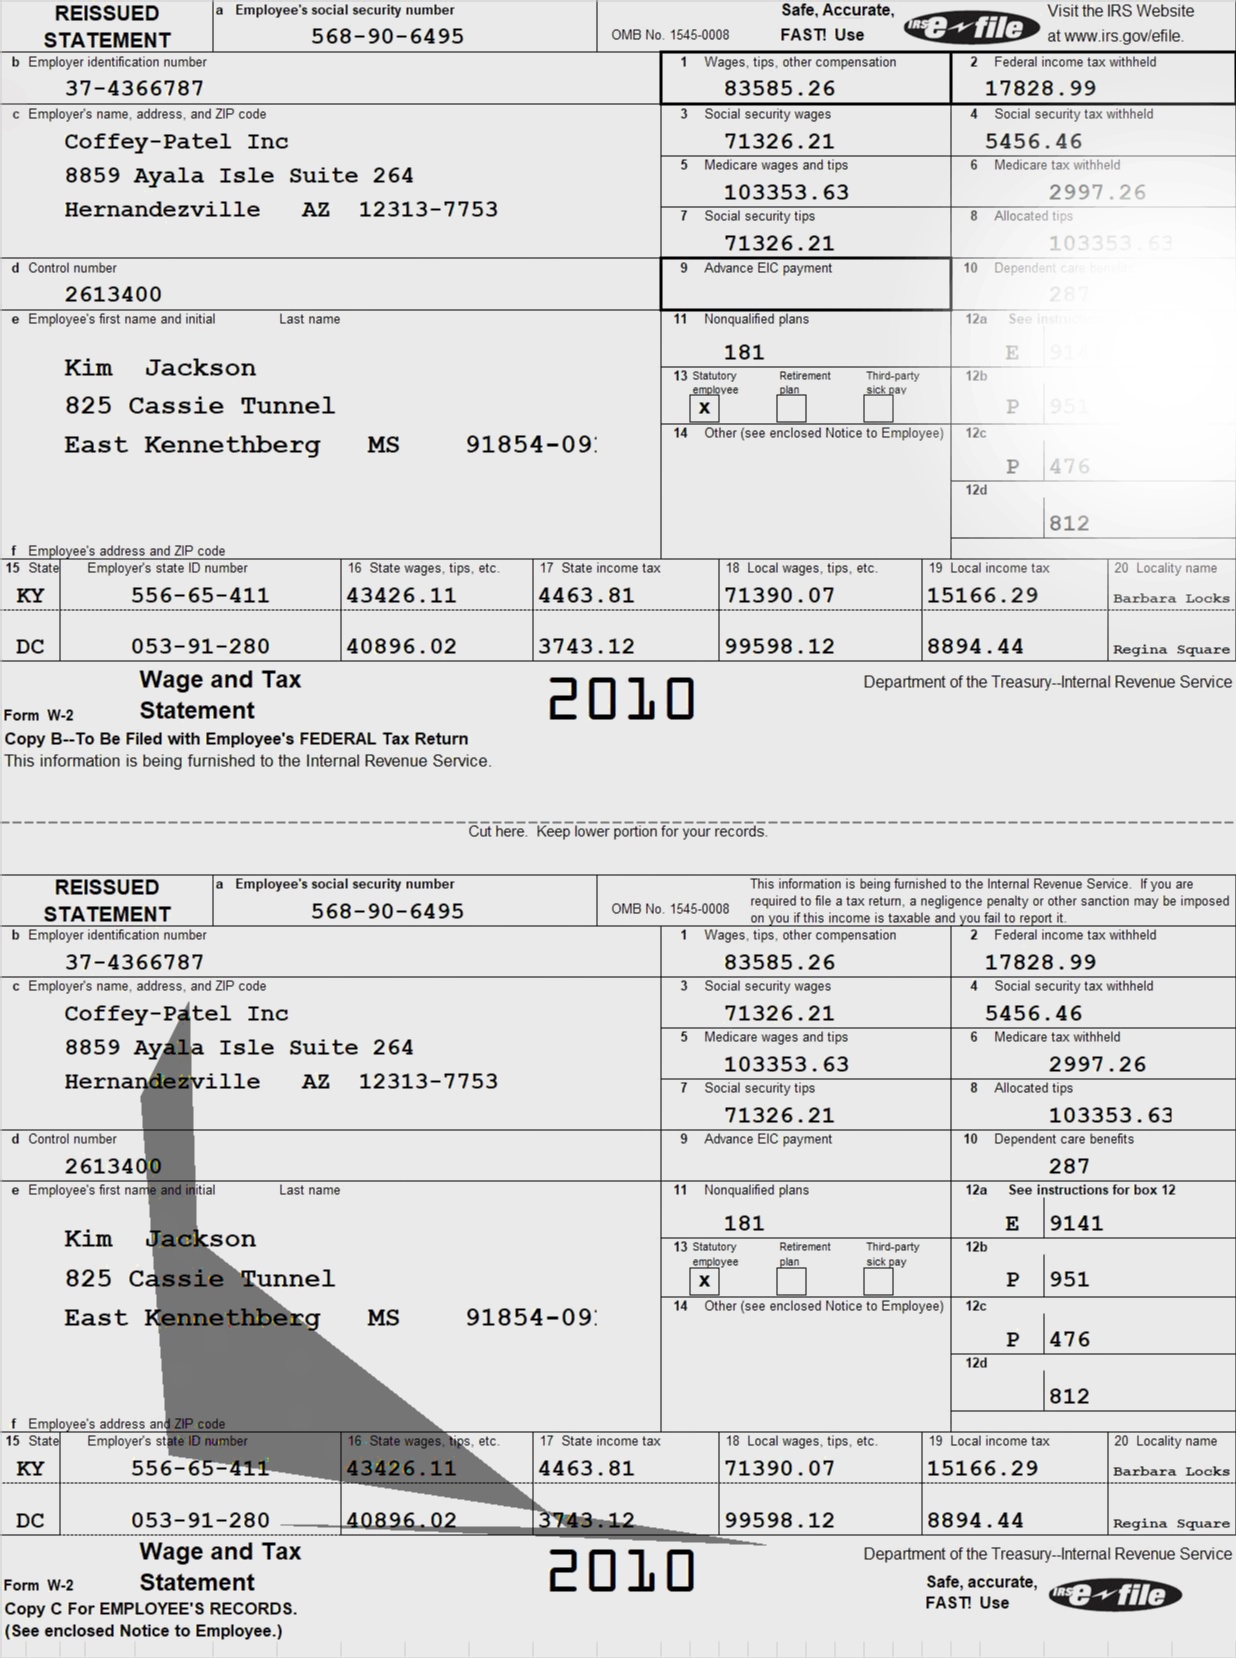 REISSUED STATEMENT
a Employee's social security number
568-90-6495
OMB No. 1545-0008
Safe, Accurate, FAST! Use
IRS e-file
Visit the IRS Website at www.irs.gov/efile.
b Employer identification number
37-4366787
1 Wages, tips, other compensation
83585.26
2 Federal income tax withheld
17828.99
c Employer's name, address, and ZIP code
Coffey-Patel Inc
8859 Ayala Isle Suite 264
Hernandezville AZ 12313-7753
3 Social security wages
71326.21
4 Social security tax withheld
5456.46
5 Medicare wages and tips
103353.63
6 Medicare tax withheld
2997.26
7 Social security tips
71326.21
8 Allocated tips
103353.63
d Control number
2613400
9 Advance EIC payment
10 Dependent care benefits
287
e Employee's first name and initial Last name
Kim Jackson
825 Cassie Tunnel
East Kennethberg MS 91854-09
11 Nonqualified plans
181
12a See
E
13 Statutory employee Retirement plan Third-party sick pay
x
12b
P 951
14 Other (see enclosed Notice to Employee)
12c
P 476
12d
812
f Employee's address and ZIP code
15 State Employer's state ID number 16 State wages, tips, etc. 17 State income tax 18 Local wages, tips, etc. 19 Local income tax 20 Locality name
KY 556-65-411 43426.11 4463.81 71390.07 15166.29 Barbara Locks
DC 053-91-280 40896.02 3743.12 99598.12 8894.44 Regina Square
Form W-2 Wage and Tax Statement
2010
Department of the Treasury--Internal Revenue Service
Copy B--To Be Filed with Employee's FEDERAL Tax Return
This information is being furnished to the Internal Revenue Service.
Cut here. Keep lower portion for your records.
REISSUED STATEMENT
a Employee's social security number
568-90-6495
OMB No. 1545-0008
This information is being furnished to the Internal Revenue Service. If you are
required to file a tax return, a negligence penalty or other sanction may be imposed
on you if this income is taxable and you fail to report it.
b Employer identification number
37-4366787
1 Wages, tips, other compensation
83585.26
2 Federal income tax withheld
17828.99
c Employer's name, address, and ZIP code
Coffey-Patel Inc
8859 Ayala Isle Suite 264
Hernandezville AZ 12313-7753
3 Social security wages
71326.21
4 Social security tax withheld
5456.46
5 Medicare wages and tips
103353.63
6 Medicare tax withheld
2997.26
7 Social security tips
71326.21
8 Allocated tips
103353.63
d Control number
2613400
9 Advance EIC payment
10 Dependent care benefits
287
e Employee's first name and initial Last name
Kim Jackson
825 Cassie Tunnel
East Kennethberg MS 91854-09
11 Nonqualified plans
181
12a See instructions for box 12
E 9141
13 Statutory employee Retirement plan Third-party sick pay
x
12b
P 951
14 Other (see enclosed Notice to Employee)
12c
P 476
12d
812
f Employee's address and ZIP code
15 State Employer's state ID number 16 State wages, tips, etc. 17 State income tax 18 Local wages, tips, etc. 19 Local income tax 20 Locality name
KY 556-65-411 43426.11 4463.81 71390.07 15166.29 Barbara Locks
DC 053-91-280 40896.02 3743.12 99598.12 8894.44 Regina Square
Form W-2 Wage and Tax Statement
2010
Department of the Treasury--Internal Revenue Service
Safe, accurate, FAST! Use
IRS e-file
Copy C For EMPLOYEE'S RECORDS.
(See enclosed Notice to Employee.)